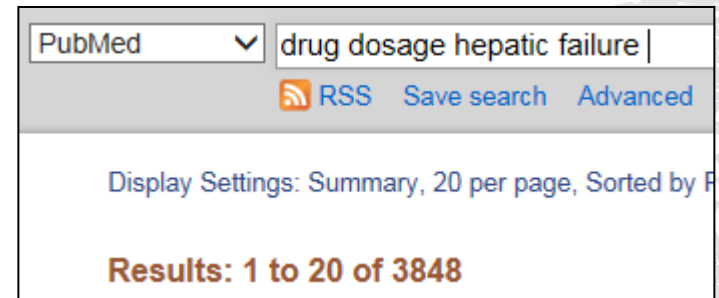 PubMed drug dosage hepatic failure
RSS Save search Advanced
Display Settings: Summary, 20 per page, Sorted by
Results: 1 to 20 of 3848